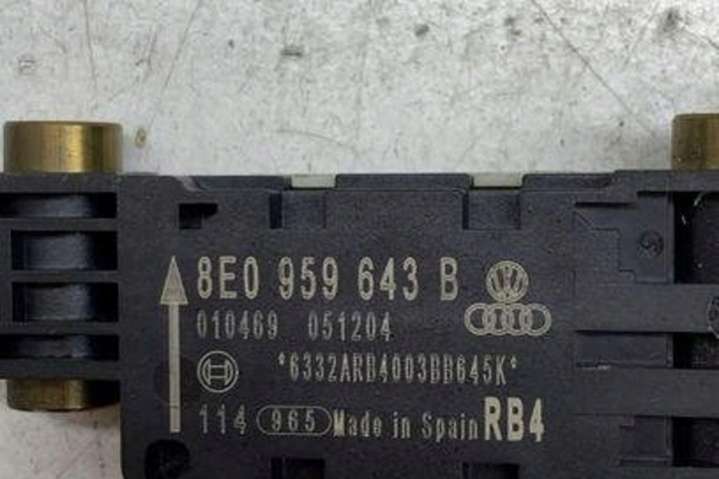 8E0 959 643 B
010469 051204
*6332ARB4003BB645K*
114 965 Made in Spain RB4